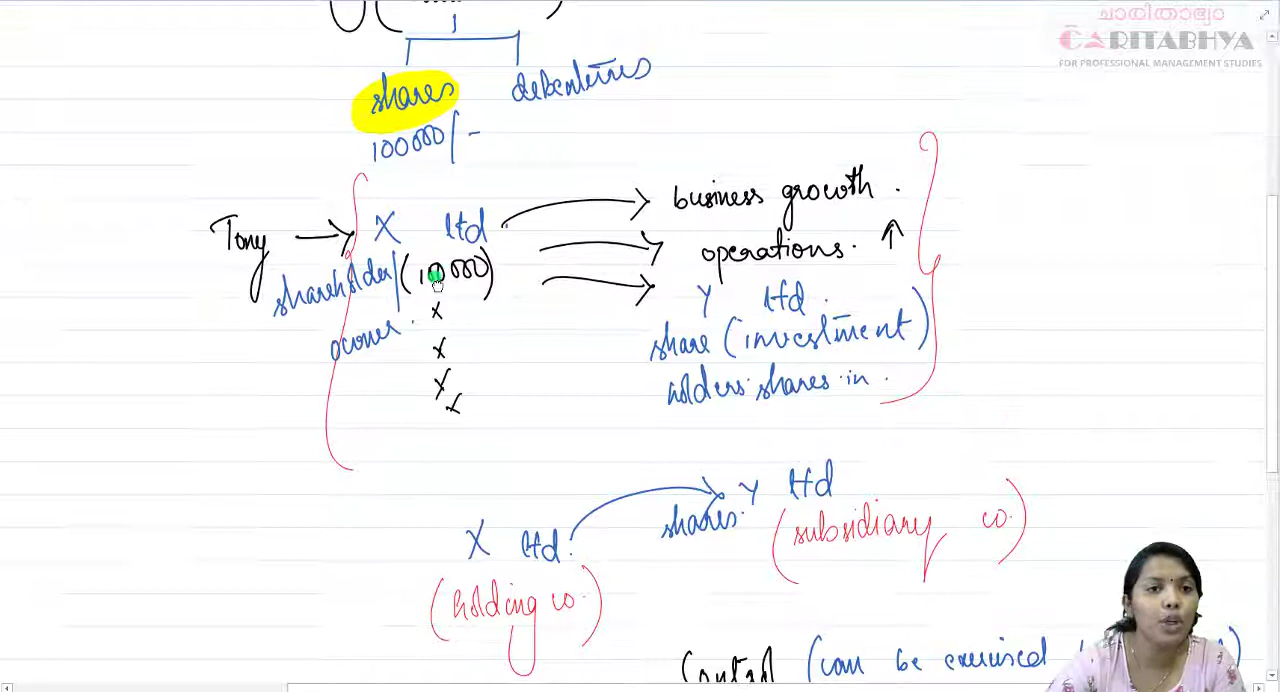 ചാരിതാഭ്യാ
CARITABHYA
FOR PROFESSIONAL MANAGEMENT STUDIES
shares debentures
100000/-
Tony X ltd business growth.
shareholder/ (10000) operations. ↑
owner. Y ltd.
x share (investment)
x holders shares in.
x
x
Y ltd
X ltd. shares. (subsidiary co.)
(holding co.)
Control (can be exercised